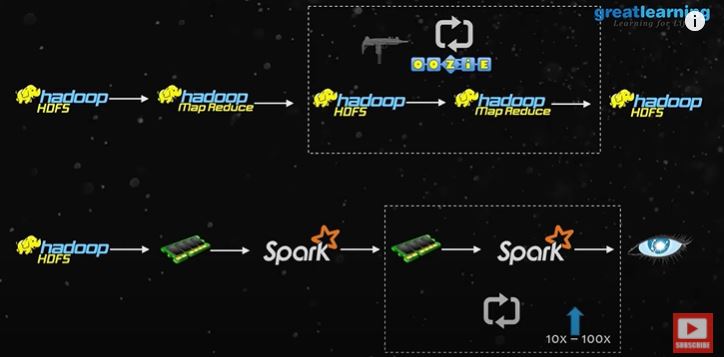 greatlearning
Learning for Life
i
OOZIE
hadoop
HDFS
hadoop
Map Reduce
hadoop
HDFS
hadoop
Map Reduce
hadoop
HDFS
hadoop
HDFS
Spark
Spark
10x – 100x
SUBSCRIBE